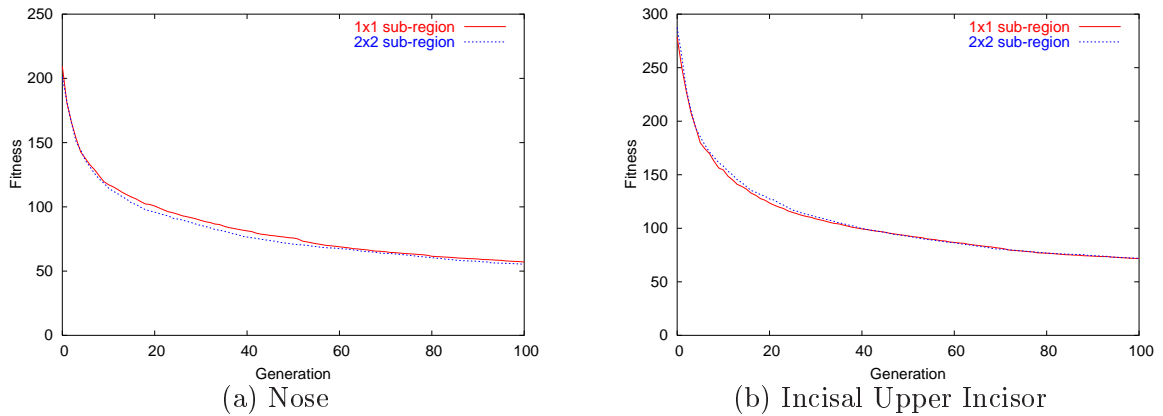 250
200
150
100
50
0
Fitness
1x1 sub-region
2x2 sub-region
0 20 40 60 80 100
Generation
(a) Nose
300
250
200
150
100
50
0
Fitness
1x1 sub-region
2x2 sub-region
0 20 40 60 80 100
Generation
(b) Incisal Upper Incisor